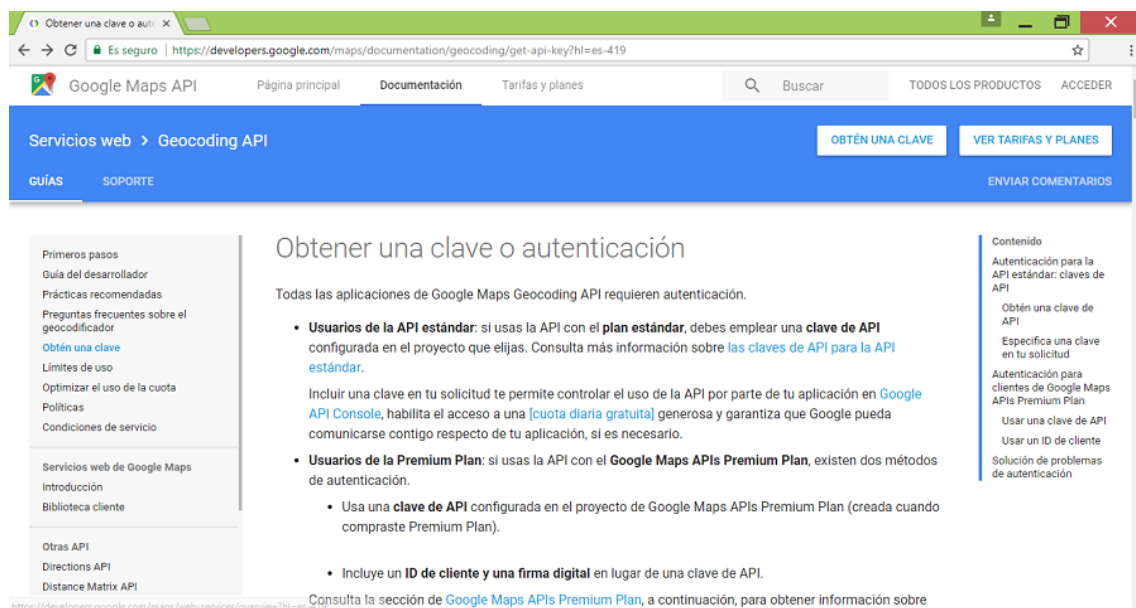 Obtener una clave o aute
Es seguro | https://developers.google.com/maps/documentation/geocoding/get-api-key?hl=es-419
Google Maps API Página principal Documentación Tarifas y planes Buscar TODOS LOS PRODUCTOS ACCEDER
Servicios web > Geocoding API OBTÉN UNA CLAVE VER TARIFAS Y PLANES
GUÍAS SOPORTE ENVIAR COMENTARIOS
Primeros pasos
Guía del desarrollador
Prácticas recomendadas
Preguntas frecuentes sobre el
geocodificador
Obtén una clave
Límites de uso
Optimizar el uso de la cuota
Políticas
Condiciones de servicio
Servicios web de Google Maps
Introducción
Biblioteca cliente
Otras API
Directions API
Distance Matrix API
Obtener una clave o autenticación
Todas las aplicaciones de Google Maps Geocoding API requieren autenticación.
• Usuarios de la API estándar: si usas la API con el plan estándar, debes emplear una clave de API
configurada en el proyecto que elijas. Consulta más información sobre las claves de API para la API
estándar.
Incluir una clave en tu solicitud te permite controlar el uso de la API por parte de tu aplicación en Google
API Console, habilita el acceso a una [cuota diaria gratuita] generosa y garantiza que Google pueda
comunicarse contigo respecto de tu aplicación, si es necesario.
• Usuarios de la Premium Plan: si usas la API con el Google Maps APIs Premium Plan, existen dos métodos
de autenticación.
• Usa una clave de API configurada en el proyecto de Google Maps APIs Premium Plan (creada cuando
compraste Premium Plan).
• Incluye un ID de cliente y una firma digital en lugar de una clave de API.
Consulta la sección de Google Maps APIs Premium Plan, a continuación, para obtener información sobre
Contenido
Autenticación para la
API estándar: claves de
API
Obtén una clave de
API
Especifica una clave
en tu solicitud
Autenticación para
clientes de Google Maps
APIs Premium Plan
Usar una clave de API
Usar un ID de cliente
Solución de problemas
de autenticación
https://developers.google.com/maps/web-services/overview?hl=es-419